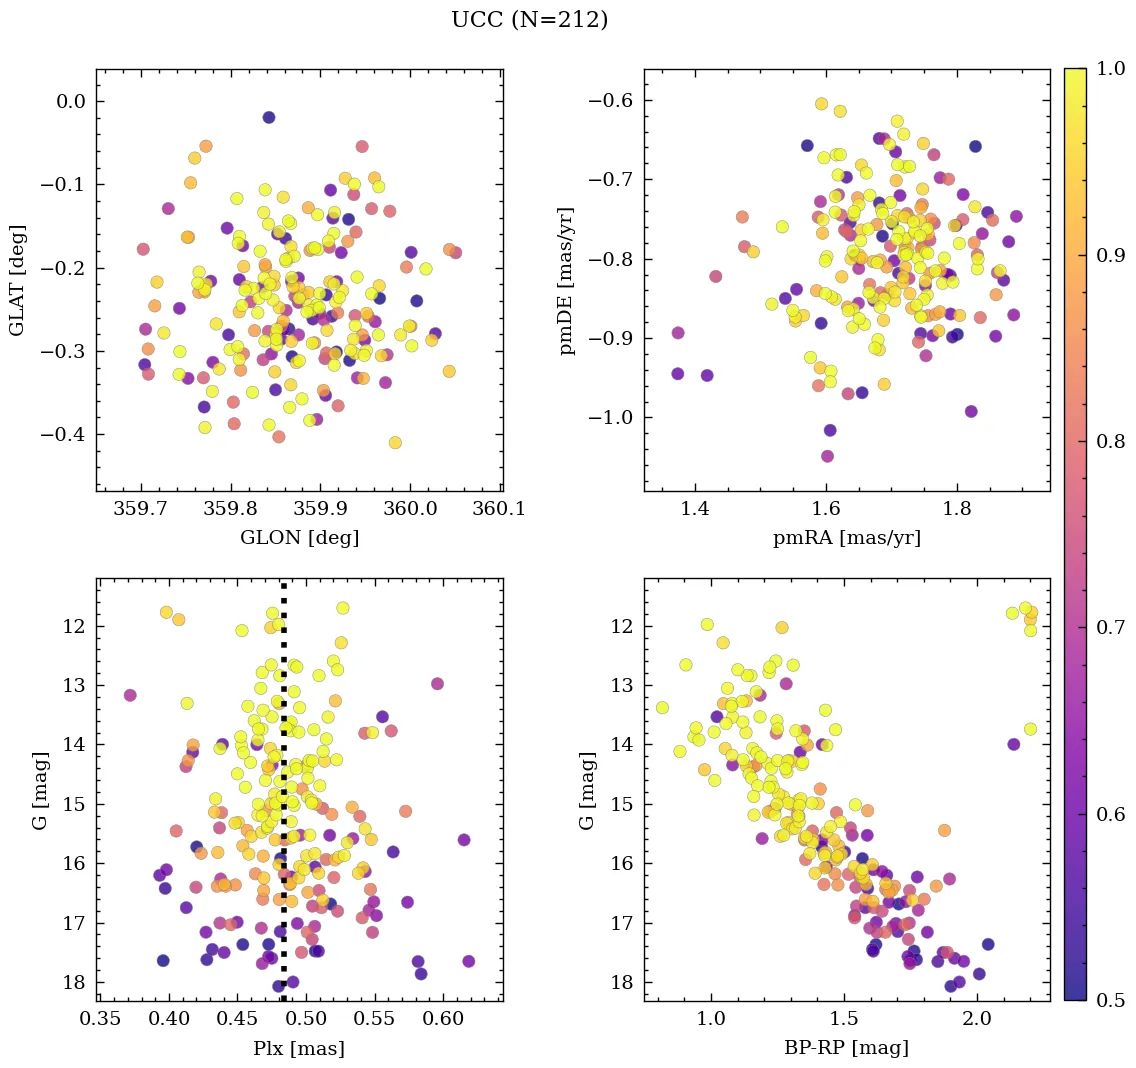 UCC (N=212)
0.0
−0.1
−0.2
−0.3
−0.4
GLAT [deg]
359.7 359.8 359.9 360.0 360.1
GLON [deg]
−0.6
−0.7
−0.8
−0.9
−1.0
pmDE [mas/yr]
1.4 1.6 1.8
pmRA [mas/yr]
12
13
14
15
16
17
18
G [mag]
0.35 0.40 0.45 0.50 0.55 0.60
Plx [mas]
12
13
14
15
16
17
18
G [mag]
1.0 1.5 2.0
BP-RP [mag]
1.0
0.9
0.8
0.7
0.6
0.5